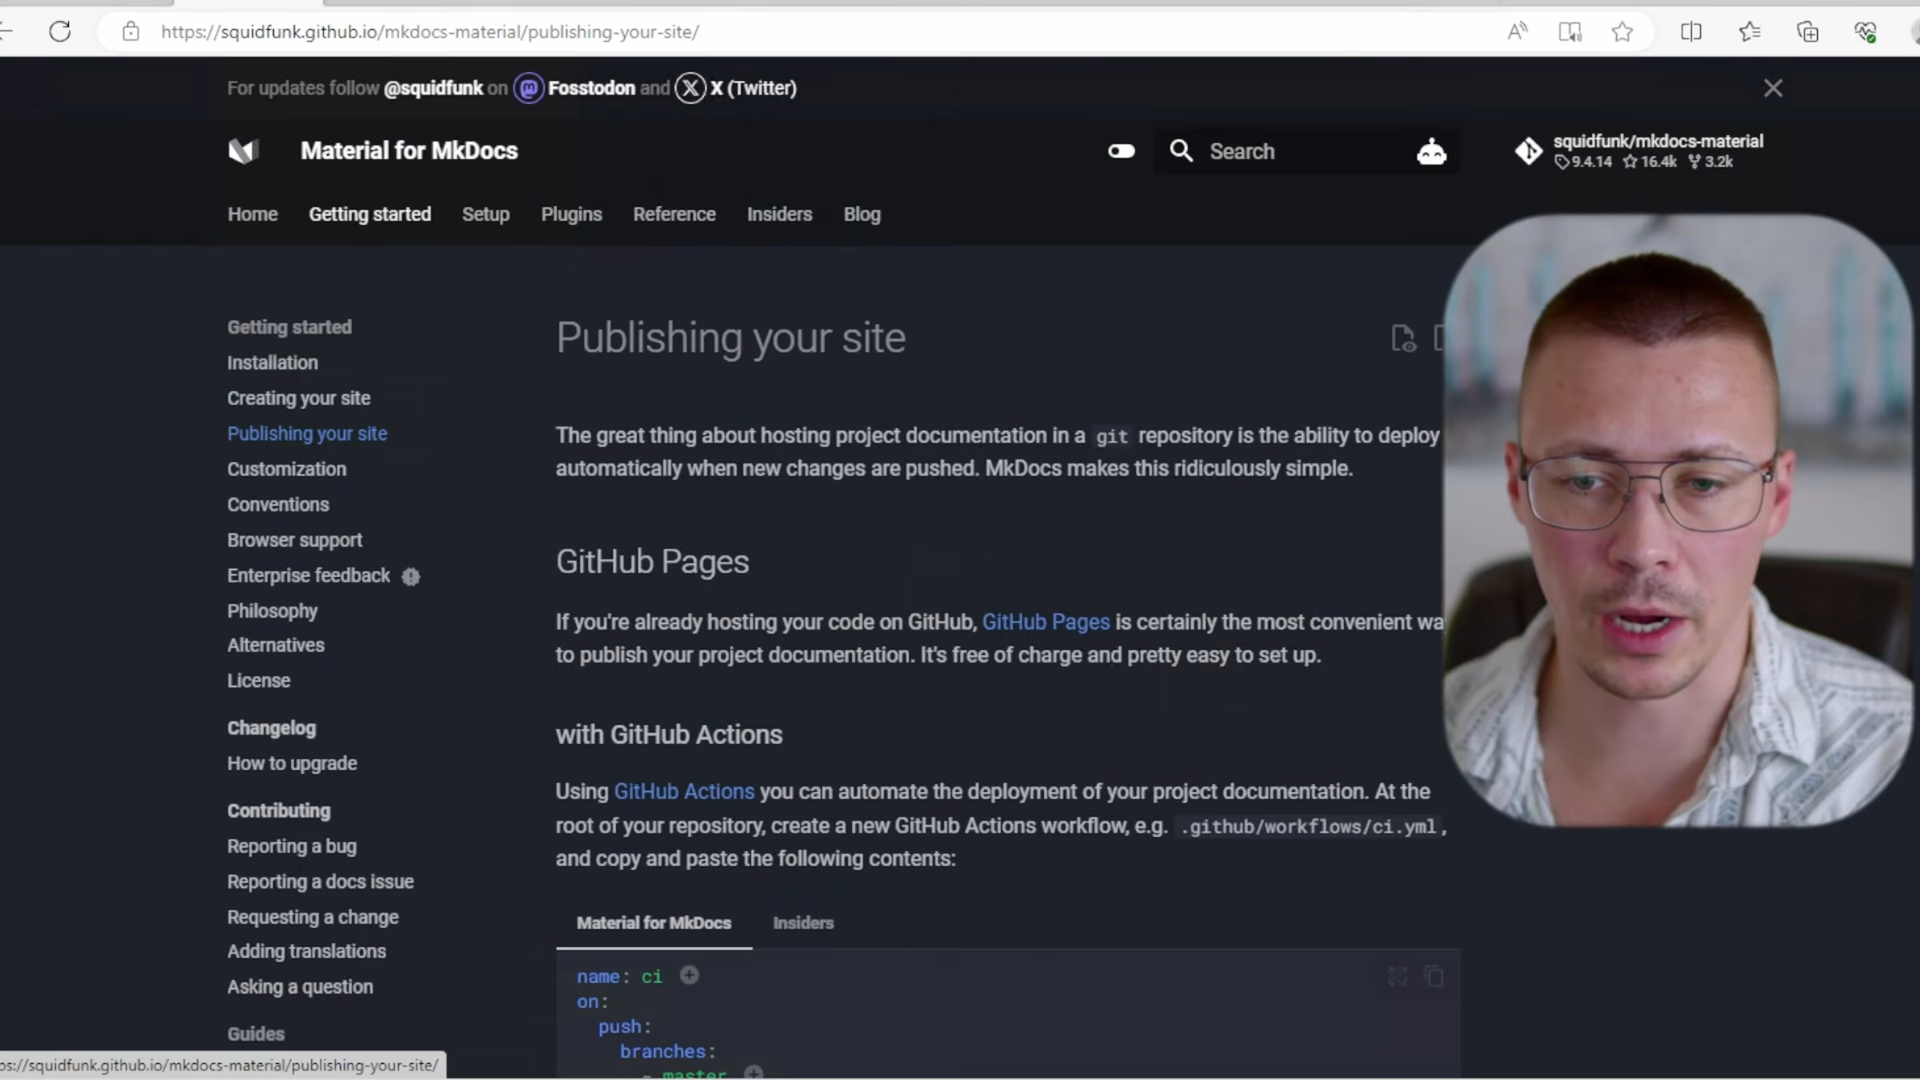 https://squidfunk.github.io/mkdocs-material/publishing-your-site/
For updates follow @squidfunk on Fosstodon and X (Twitter)
Material for MkDocs
Search
squidfunk/mkdocs-material
9.4.14 16.4k 3.2k
Home Getting started Setup Plugins Reference Insiders Blog
Getting started
Installation
Creating your site
Publishing your site
Customization
Conventions
Browser support
Enterprise feedback
Philosophy
Alternatives
License
Changelog
How to upgrade
Contributing
Reporting a bug
Reporting a docs issue
Requesting a change
Adding translations
Asking a question
Guides
Publishing your site
The great thing about hosting project documentation in a git repository is the ability to deploy
automatically when new changes are pushed. MkDocs makes this ridiculously simple.
GitHub Pages
If you're already hosting your code on GitHub, GitHub Pages is certainly the most convenient wa
to publish your project documentation. It's free of charge and pretty easy to set up.
with GitHub Actions
Using GitHub Actions you can automate the deployment of your project documentation. At the
root of your repository, create a new GitHub Actions workflow, e.g. .github/workflows/ci.yml,
and copy and paste the following contents:
Material for MkDocs Insiders
name: ci
on:
push:
branches:
- master
ps://squidfunk.github.io/mkdocs-material/publishing-your-site/